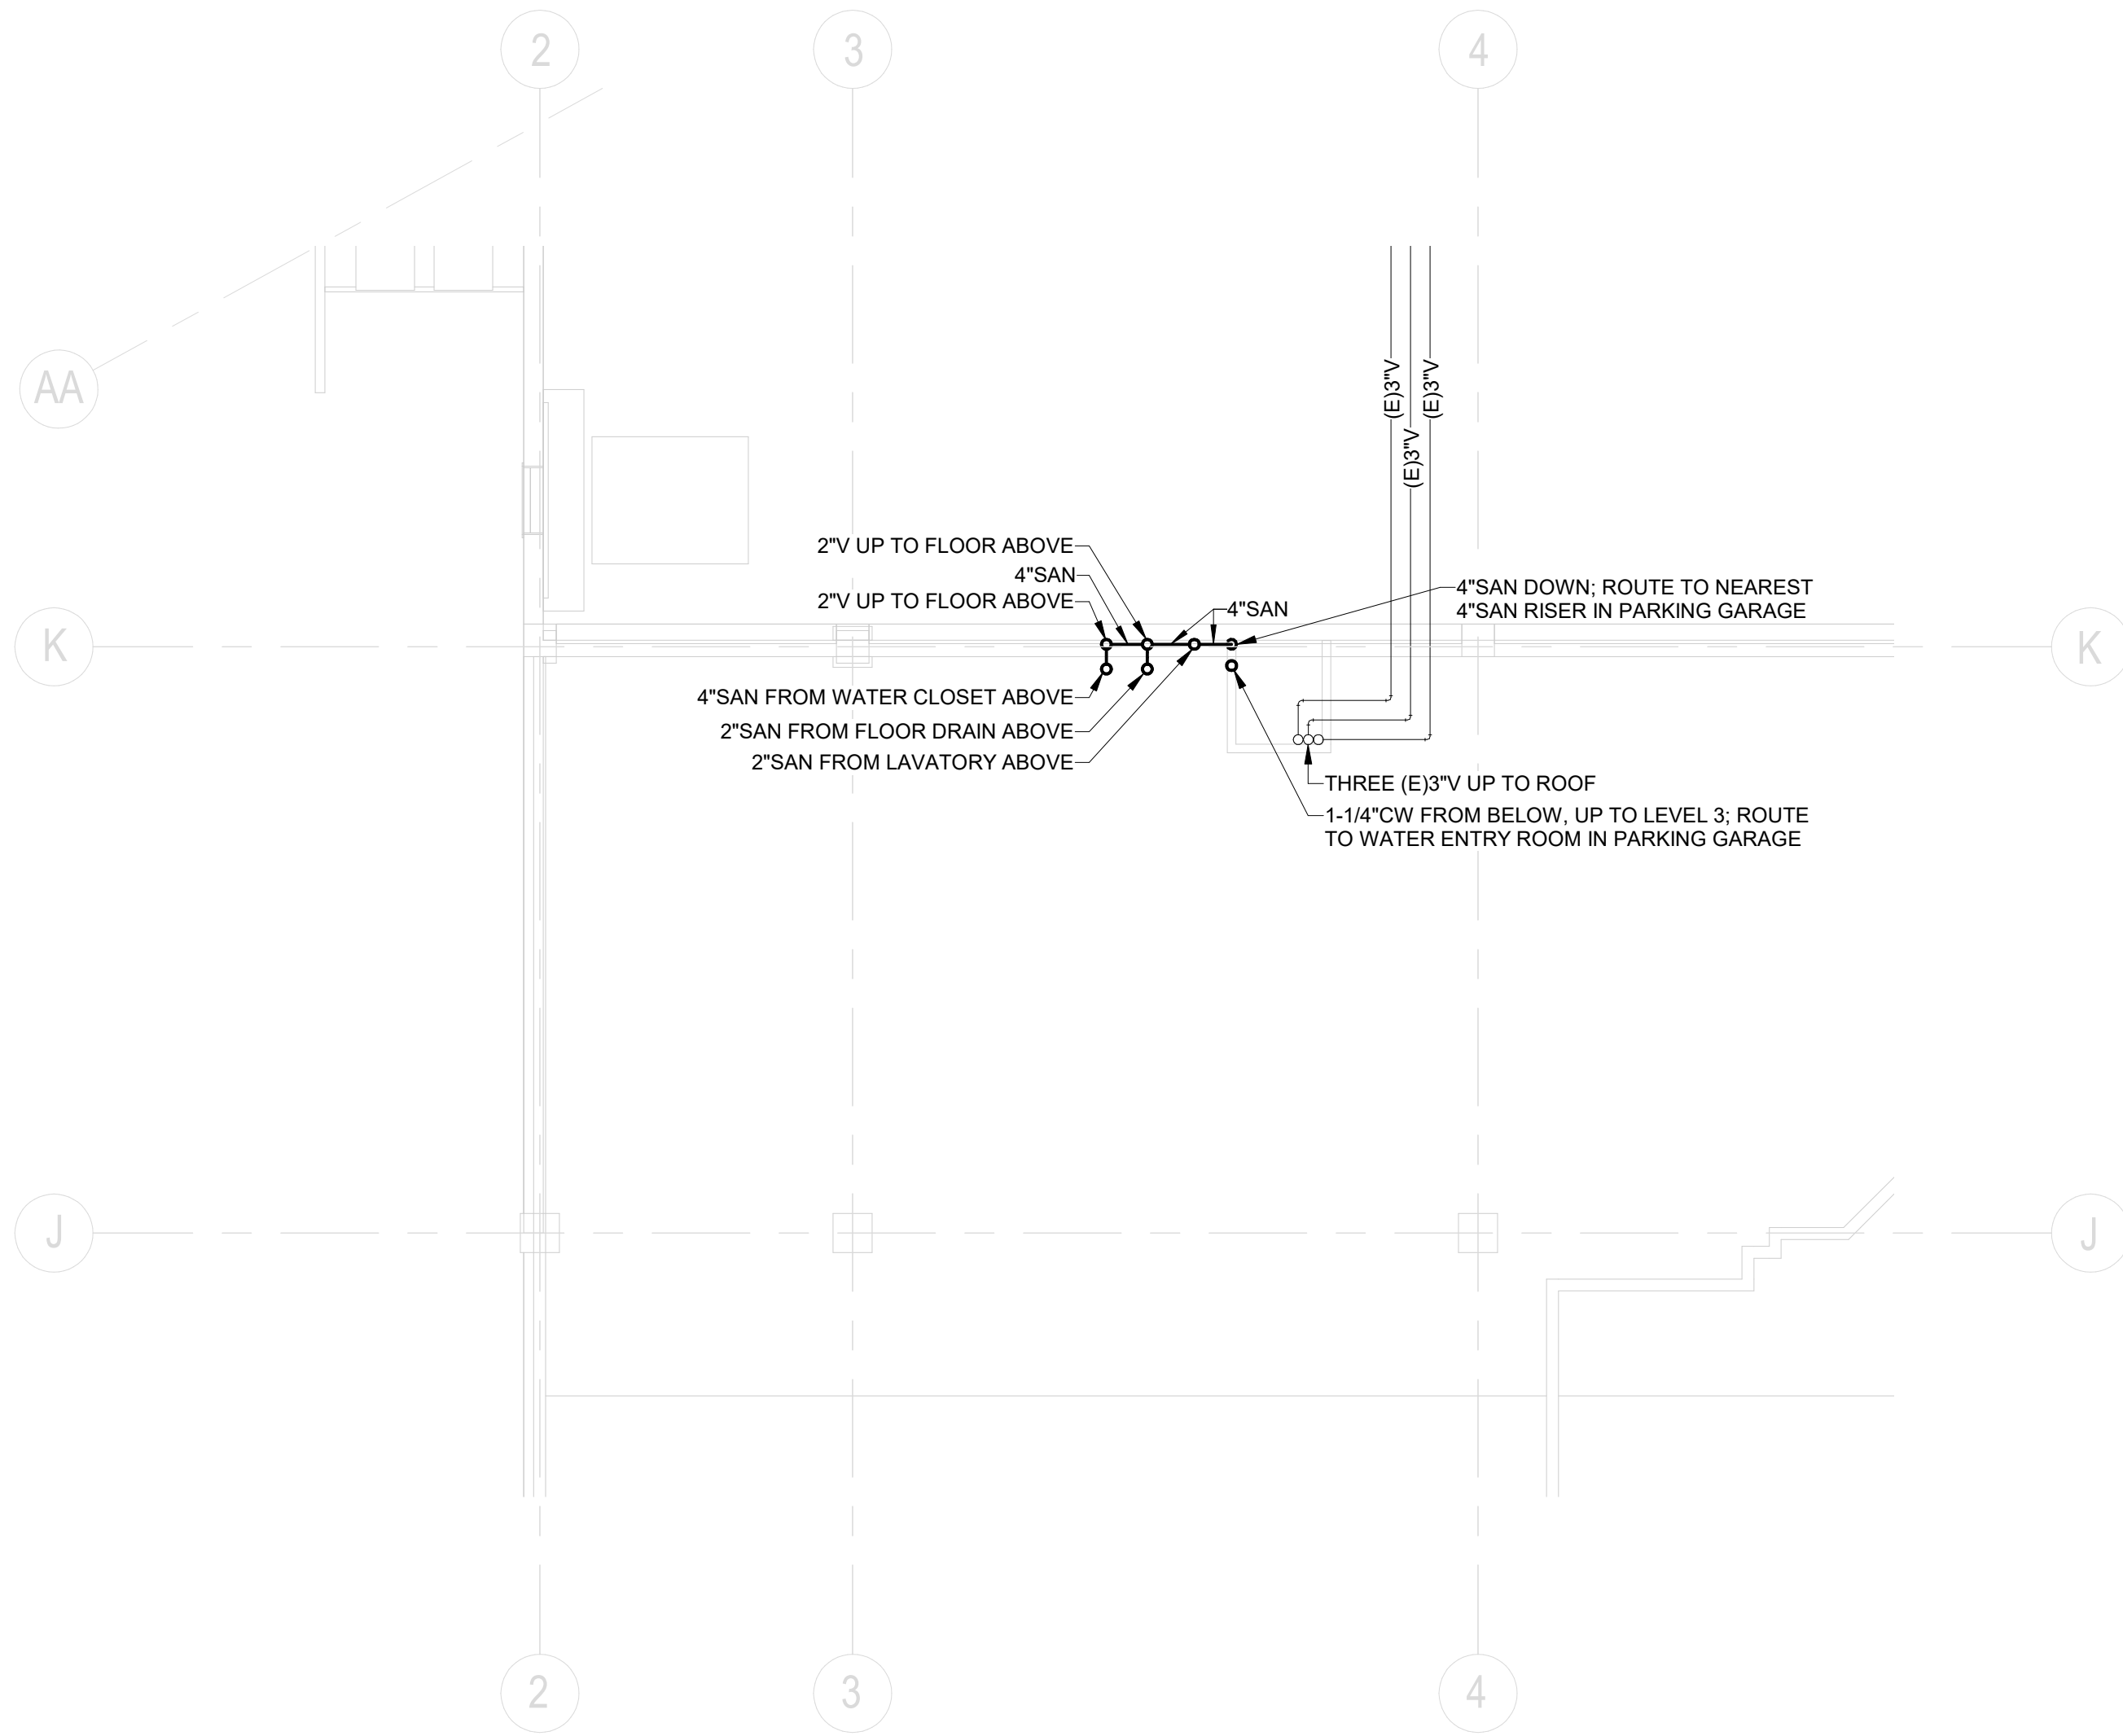 2
3
4
AA
(E)3"V
(E)3"V
(E)3"V
2"V UP TO FLOOR ABOVE
4"SAN
2"V UP TO FLOOR ABOVE
4"SAN
4"SAN DOWN; ROUTE TO NEAREST
4"SAN RISER IN PARKING GARAGE
K
K
4"SAN FROM WATER CLOSET ABOVE
2"SAN FROM FLOOR DRAIN ABOVE
2"SAN FROM LAVATORY ABOVE
THREE (E)3"V UP TO ROOF
1-1/4"CW FROM BELOW, UP TO LEVEL 3; ROUTE
TO WATER ENTRY ROOM IN PARKING GARAGE
J
J
2
3
4